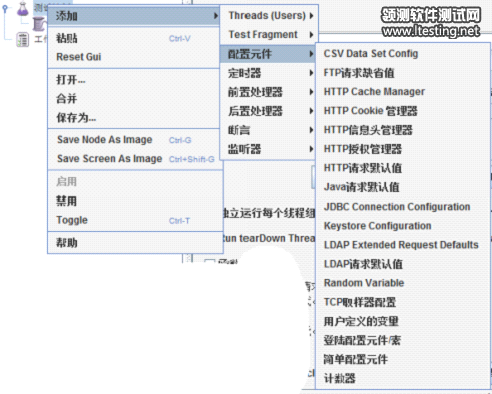 领测软件测试网
www.ltesting.net
添加
粘贴 Ctrl-V
Reset Gui
打开...
合并
保存为...
Save Node As Image Ctrl-G
Save Screen As Image Ctrl+Shift-G
启用
禁用
Toggle Ctrl-T
帮助
Threads (Users)
Test Fragment
配置元件
定时器
前置处理器
后置处理器
断言
监听器
CSV Data Set Config
FTP请求缺省值
HTTP Cache Manager
HTTP Cookie 管理器
HTTP信息头管理器
HTTP授权管理器
HTTP请求默认值
Java请求默认值
JDBC Connection Configuration
Keystore Configuration
LDAP Extended Request Defaults
LDAP请求默认值
Random Variable
TCP取样器配置
用户定义的变量
登陆配置元件/素
简单配置元件
计数器
独立运行每个线程组
Run tearDown Threa